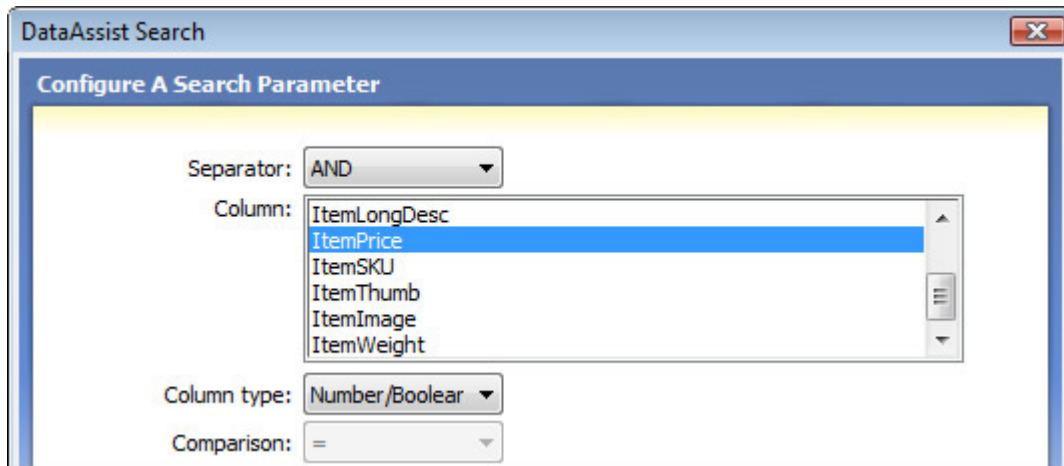 DataAssist Search
Configure A Search Parameter
Separator: AND
Column: ItemLongDesc
ItemPrice
ItemSKU
ItemThumb
ItemImage
ItemWeight
Column type: Number/Boolear
Comparison: =